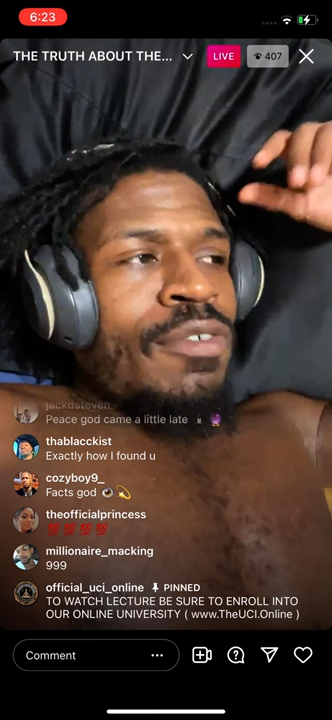 6:23
THE TRUTH ABOUT THE...
LIVE
407
jackdsteven_
Peace god came a little late
thablacckist
Exactly how I found u
cozyboy9_
Facts god
theofficialprincess
💯 💯 💯 💯
millionaire_macking
999
official_uci_online PINNED
TO WATCH LECTURE BE SURE TO ENROLL INTO
OUR ONLINE UNIVERSITY ( www.TheUCI.Online )
Comment